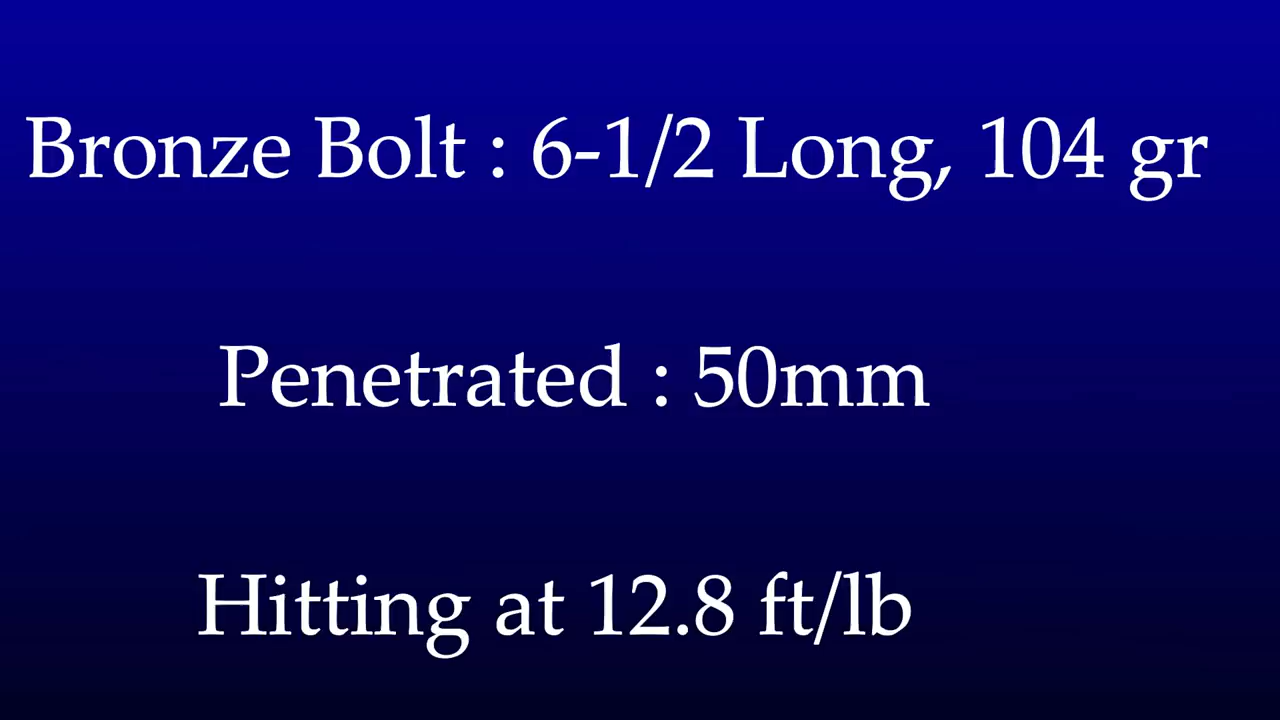 Bronze Bolt : 6-1/2 Long, 104 gr
Penetrated : 50mm
Hitting at 12.8 ft/lb